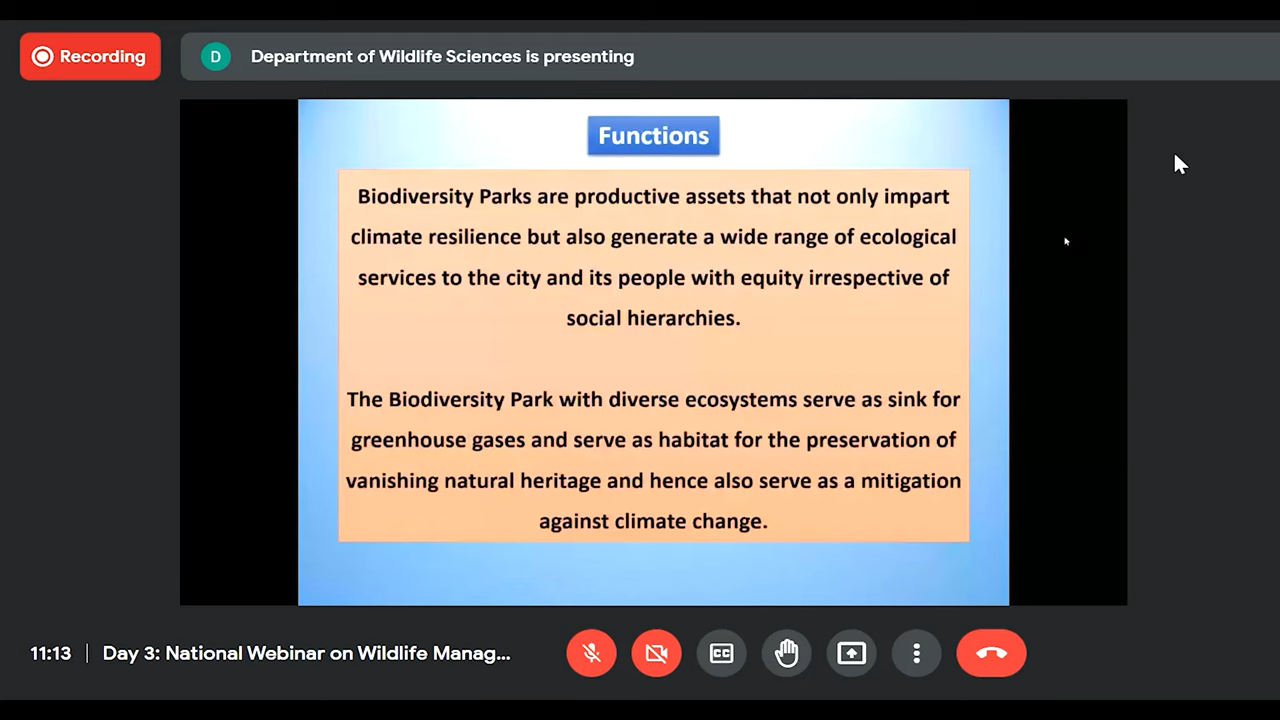 Recording
D
Department of Wildlife Sciences is presenting
Functions
Biodiversity Parks are productive assets that not only impart
climate resilience but also generate a wide range of ecological
services to the city and its people with equity irrespective of
social hierarchies.
The Biodiversity Park with diverse ecosystems serve as sink for
greenhouse gases and serve as habitat for the preservation of
vanishing natural heritage and hence also serve as a mitigation
against climate change.
11:13
Day 3: National Webinar on Wildlife Manag...
CC